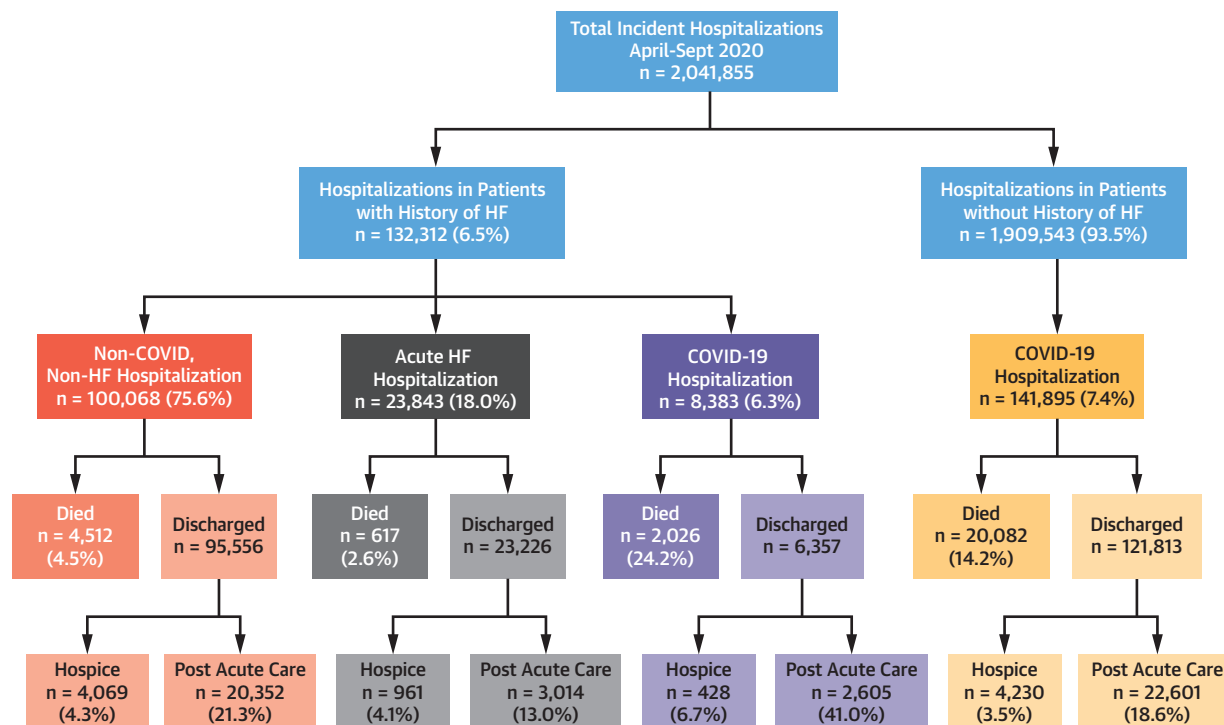 Total Incident Hospitalizations
April-Sept 2020
n = 2,041,855
Hospitalizations in Patients
with History of HF
n = 132,312 (6.5%)
Hospitalizations in Patients
without History of HF
n = 1,909,543 (93.5%)
Non-COVID,
Non-HF Hospitalization
n = 100,068 (75.6%)
Acute HF
Hospitalization
n = 23,843 (18.0%)
COVID-19
Hospitalization
n = 8,383 (6.3%)
COVID-19
Hospitalization
n = 141,895 (7.4%)
Died
n = 4,512
(4.5%)
Discharged
n = 95,556
Died
n = 617
(2.6%)
Discharged
n = 23,226
Died
n = 2,026
(24.2%)
Discharged
n = 6,357
Died
n = 20,082
(14.2%)
Discharged
n = 121,813
Hospice
n = 4,069
(4.3%)
Post Acute Care
n = 20,352
(21.3%)
Hospice
n = 961
(4.1%)
Post Acute Care
n = 3,014
(13.0%)
Hospice
n = 428
(6.7%)
Post Acute Care
n = 2,605
(41.0%)
Hospice
n = 4,230
(3.5%)
Post Acute Care
n = 22,601
(18.6%)